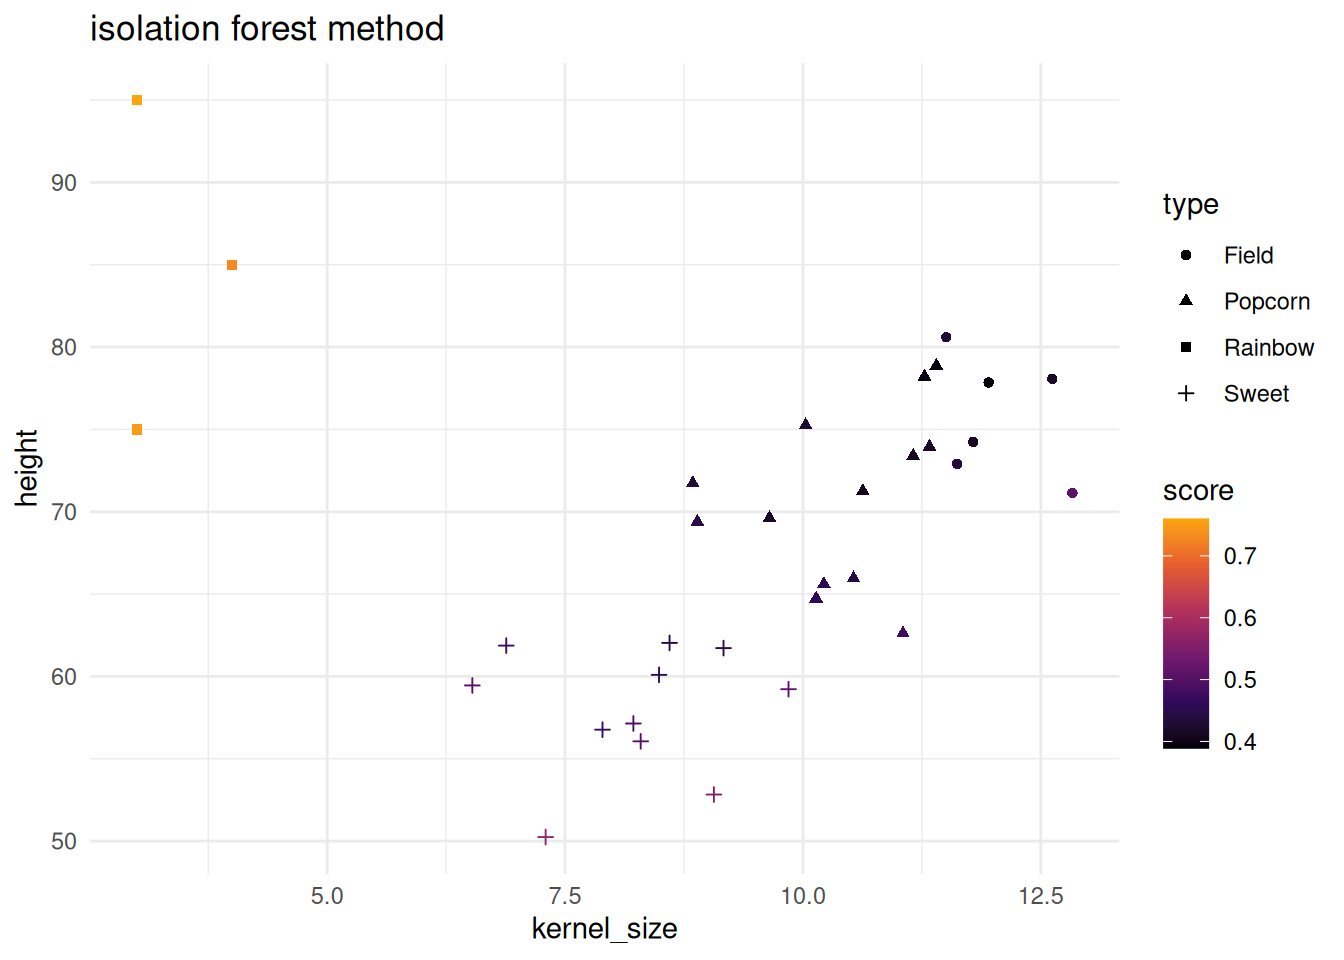 isolation forest method
90
80
70
60
50
height
5.0
7.5
10.0
12.5
kernel_size
type
Field
Popcorn
Rainbow
Sweet
score
0.7
0.6
0.5
0.4